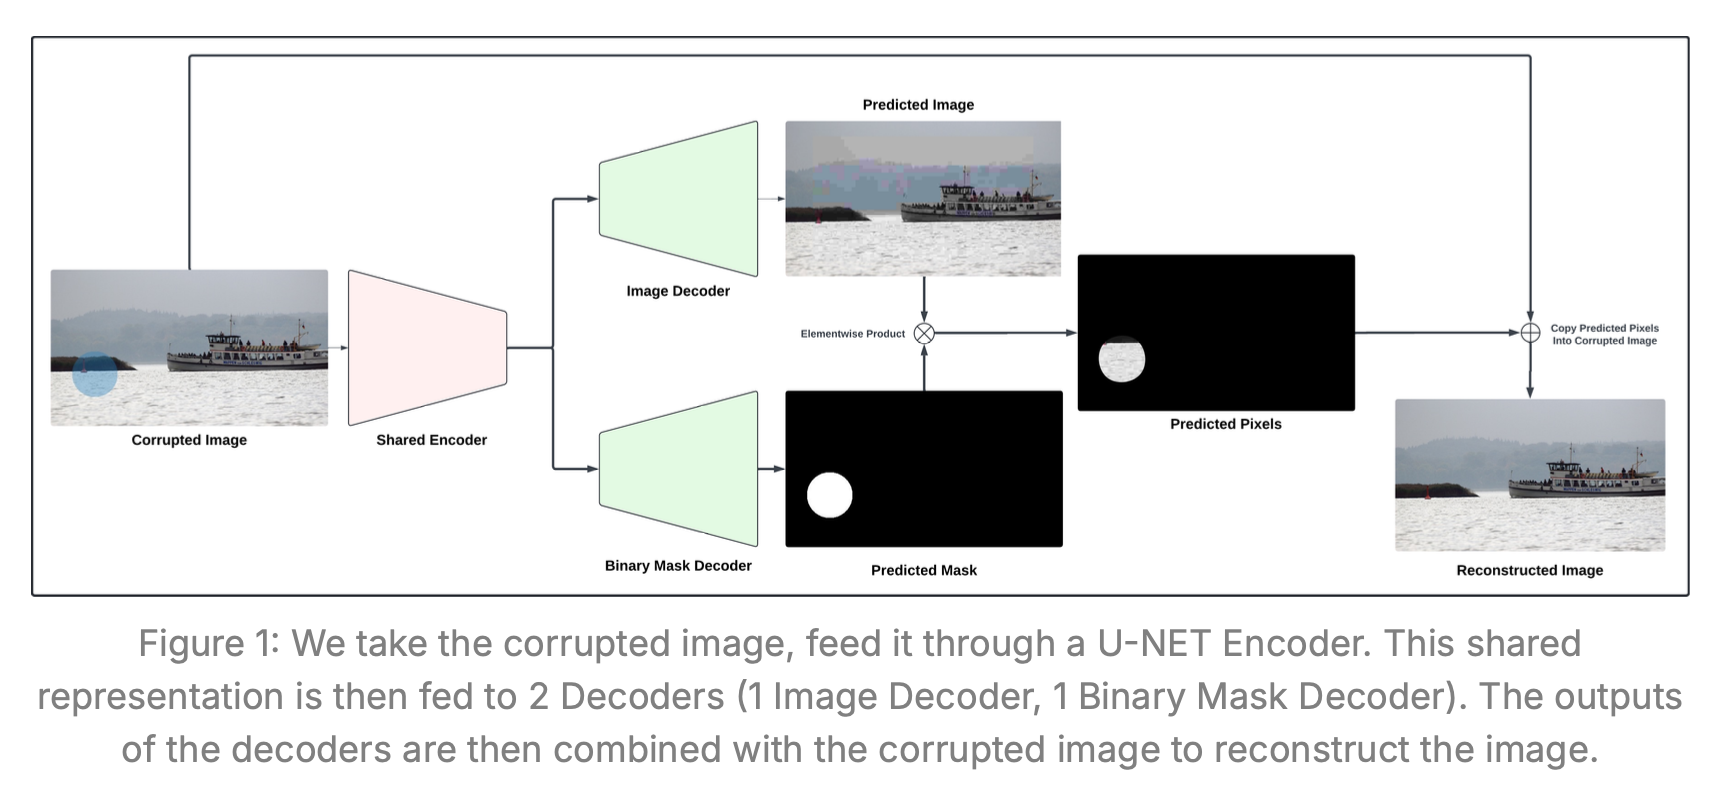 Predicted Image
Image Decoder
Elementwise Product
Copy Predicted Pixels
Into Corrupted Image
Corrupted Image
Shared Encoder
Predicted Pixels
Binary Mask Decoder
Predicted Mask
Reconstructed Image
Figure 1: We take the corrupted image, feed it through a U-NET Encoder. This shared
representation is then fed to 2 Decoders (1 Image Decoder, 1 Binary Mask Decoder). The outputs
of the decoders are then combined with the corrupted image to reconstruct the image.